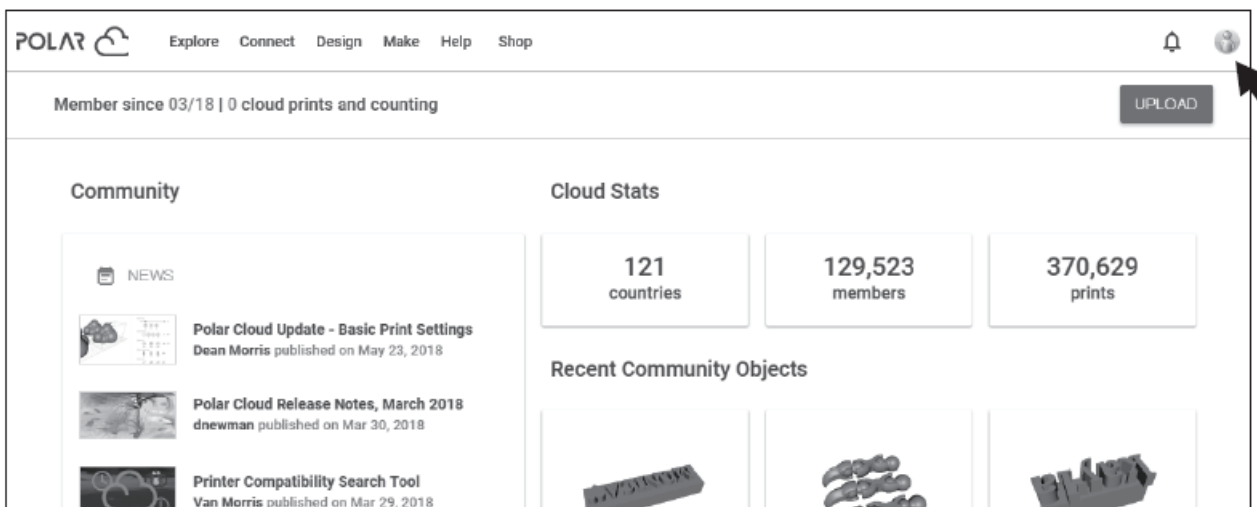 POLAR
Explore Connect Design Make Help Shop
Member since 03/18 | 0 cloud prints and counting
UPLOAD
Community
NEWS
Polar Cloud Update - Basic Print Settings
Dean Morris published on May 23, 2018
Polar Cloud Release Notes, March 2018
dnewman published on Mar 30, 2018
Printer Compatibility Search Tool
Van Morris published on Mar 29, 2018
Cloud Stats
121
countries
129,523
members
370,629
prints
Recent Community Objects